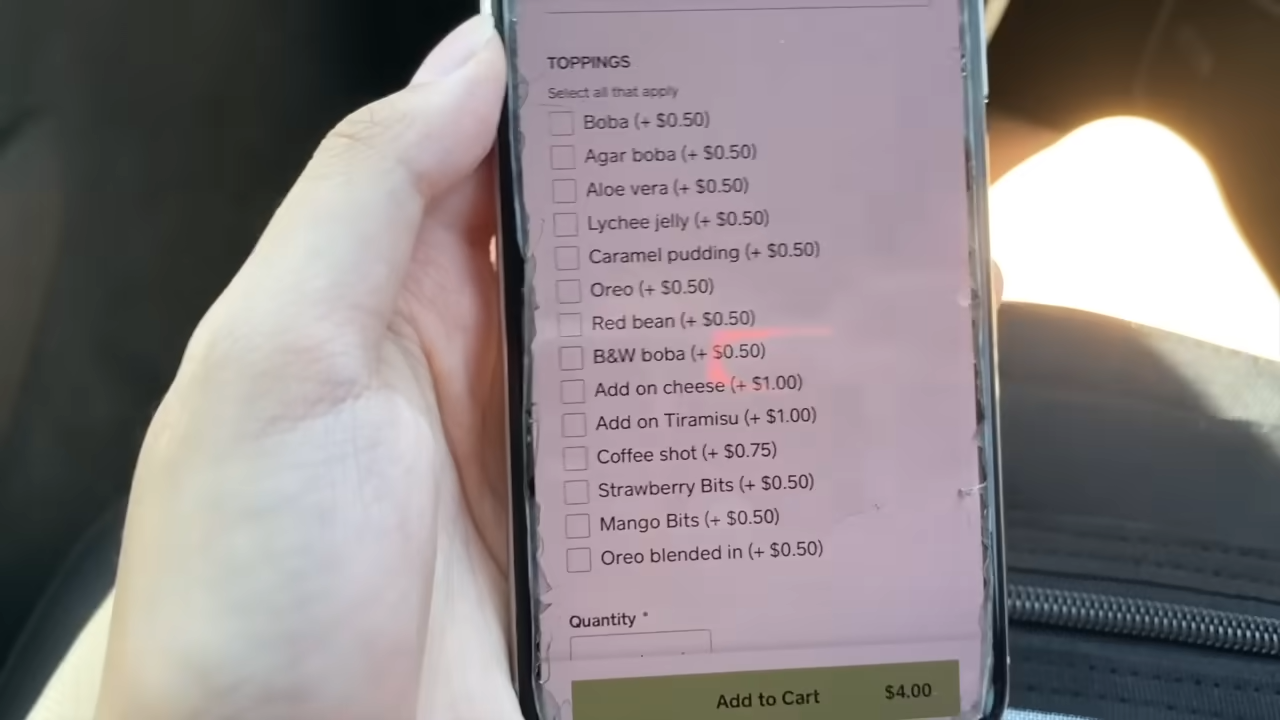 TOPPINGS
Select all that apply
Boba (+ $0.50)
Agar boba (+ $0.50)
Aloe vera (+ $0.50)
Lychee jelly (+ $0.50)
Caramel pudding (+ $0.50)
Oreo (+ $0.50)
Red bean (+ $0.50)
B&W boba (+ $0.50)
Add on cheese (+ $1.00)
Add on Tiramisu (+ $1.00)
Coffee shot (+ $0.75)
Strawberry Bits (+ $0.50)
Mango Bits (+ $0.50)
Oreo blended in (+ $0.50)
Quantity *
Add to Cart $4.00